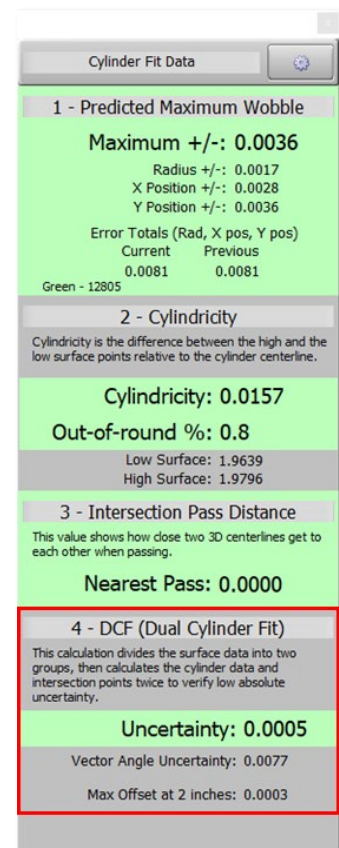 Cylinder Fit Data
1 - Predicted Maximum Wobble
Maximum +/-: 0.0036
Radius +/-: 0.0017
X Position +/-: 0.0028
Y Position +/-: 0.0036
Error Totals (Rad, X pos, Y pos)
Current Previous
0.0081 0.0081
Green - 12805
2 - Cylindricity
Cylindricity is the difference between the high and the
low surface points relative to the cylinder centerline.
Cylindricity: 0.0157
Out-of-round %: 0.8
Low Surface: 1.9639
High Surface: 1.9796
3 - Intersection Pass Distance
This value shows how close two 3D centerlines get to
each other when passing.
Nearest Pass: 0.0000
4 - DCF (Dual Cylinder Fit)
This calculation divides the surface data into two
groups, then calculates the cylinder data and
intersection points twice to verify low absolute
uncertainty.
Uncertainty: 0.0005
Vector Angle Uncertainty: 0.0077
Max Offset at 2 inches: 0.0003